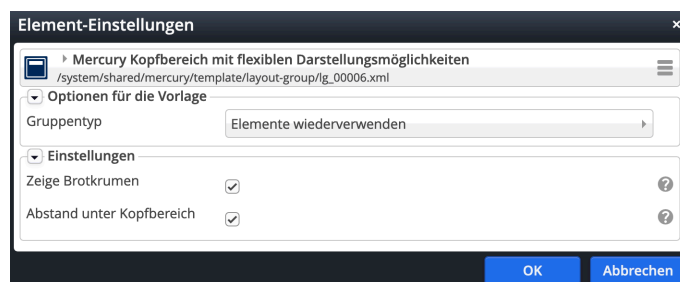 Element-Einstellungen
Mercury Kopfbereich mit flexiblen Darstellungsmöglichkeiten
/system/shared/mercury/template/layout-group/lg_00006.xml
Optionen für die Vorlage
Gruppentyp Elemente wiederverwenden
Einstellungen
Zeige Brotkrumen
Abstand unter Kopfbereich
OK Abbrechen